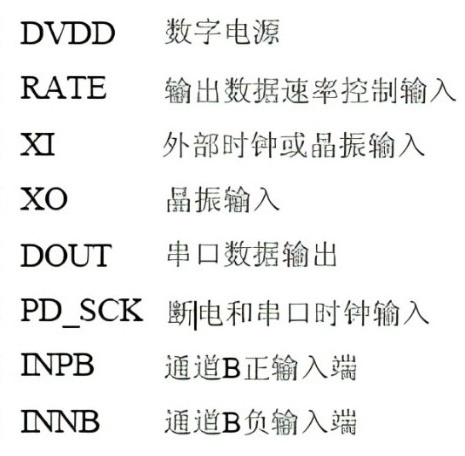 DVDD 数字电源
RATE 输出数据速率控制输入
XI 外部时钟或晶振输入
XO 晶振输入
DOUT 串口数据输出
PD_SCK 断电和串口时钟输入
INPB 通道B正输入端
INNB 通道B负输入端